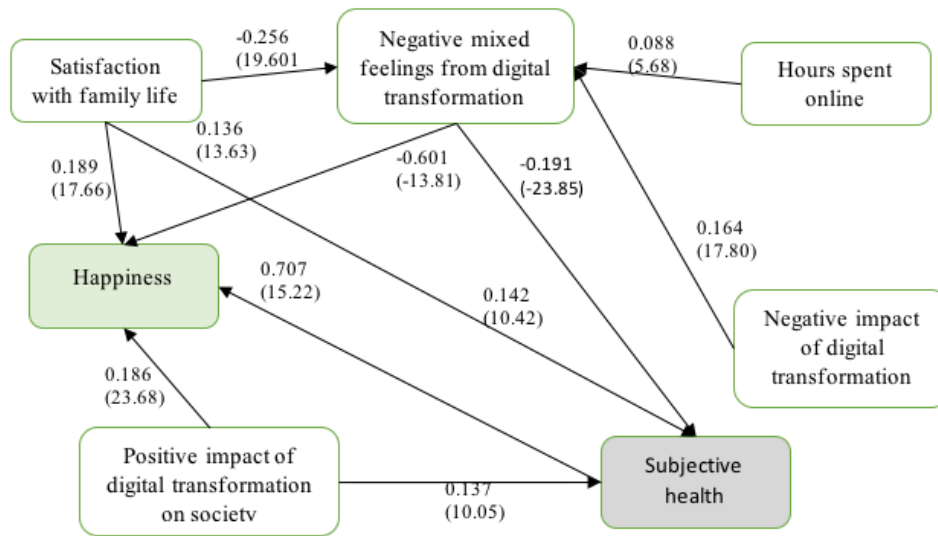 -0.256
(19.601
Satisfaction
with family life
Negative mixed
feelings from digital
transformation
0.088
(5.68)
Hours spent
online
0.136
(13.63)
0.189
(17.66)
-0.601
(-13.81)
-0.191
(-23.85)
0.164
(17.80)
Happiness
0.707
(15.22)
0.142
(10.42)
Negative impact
of digital
transformation
0.186
(23.68)
Positive impact of
digital transformation
on society
0.137
(10.05)
Subjective
health